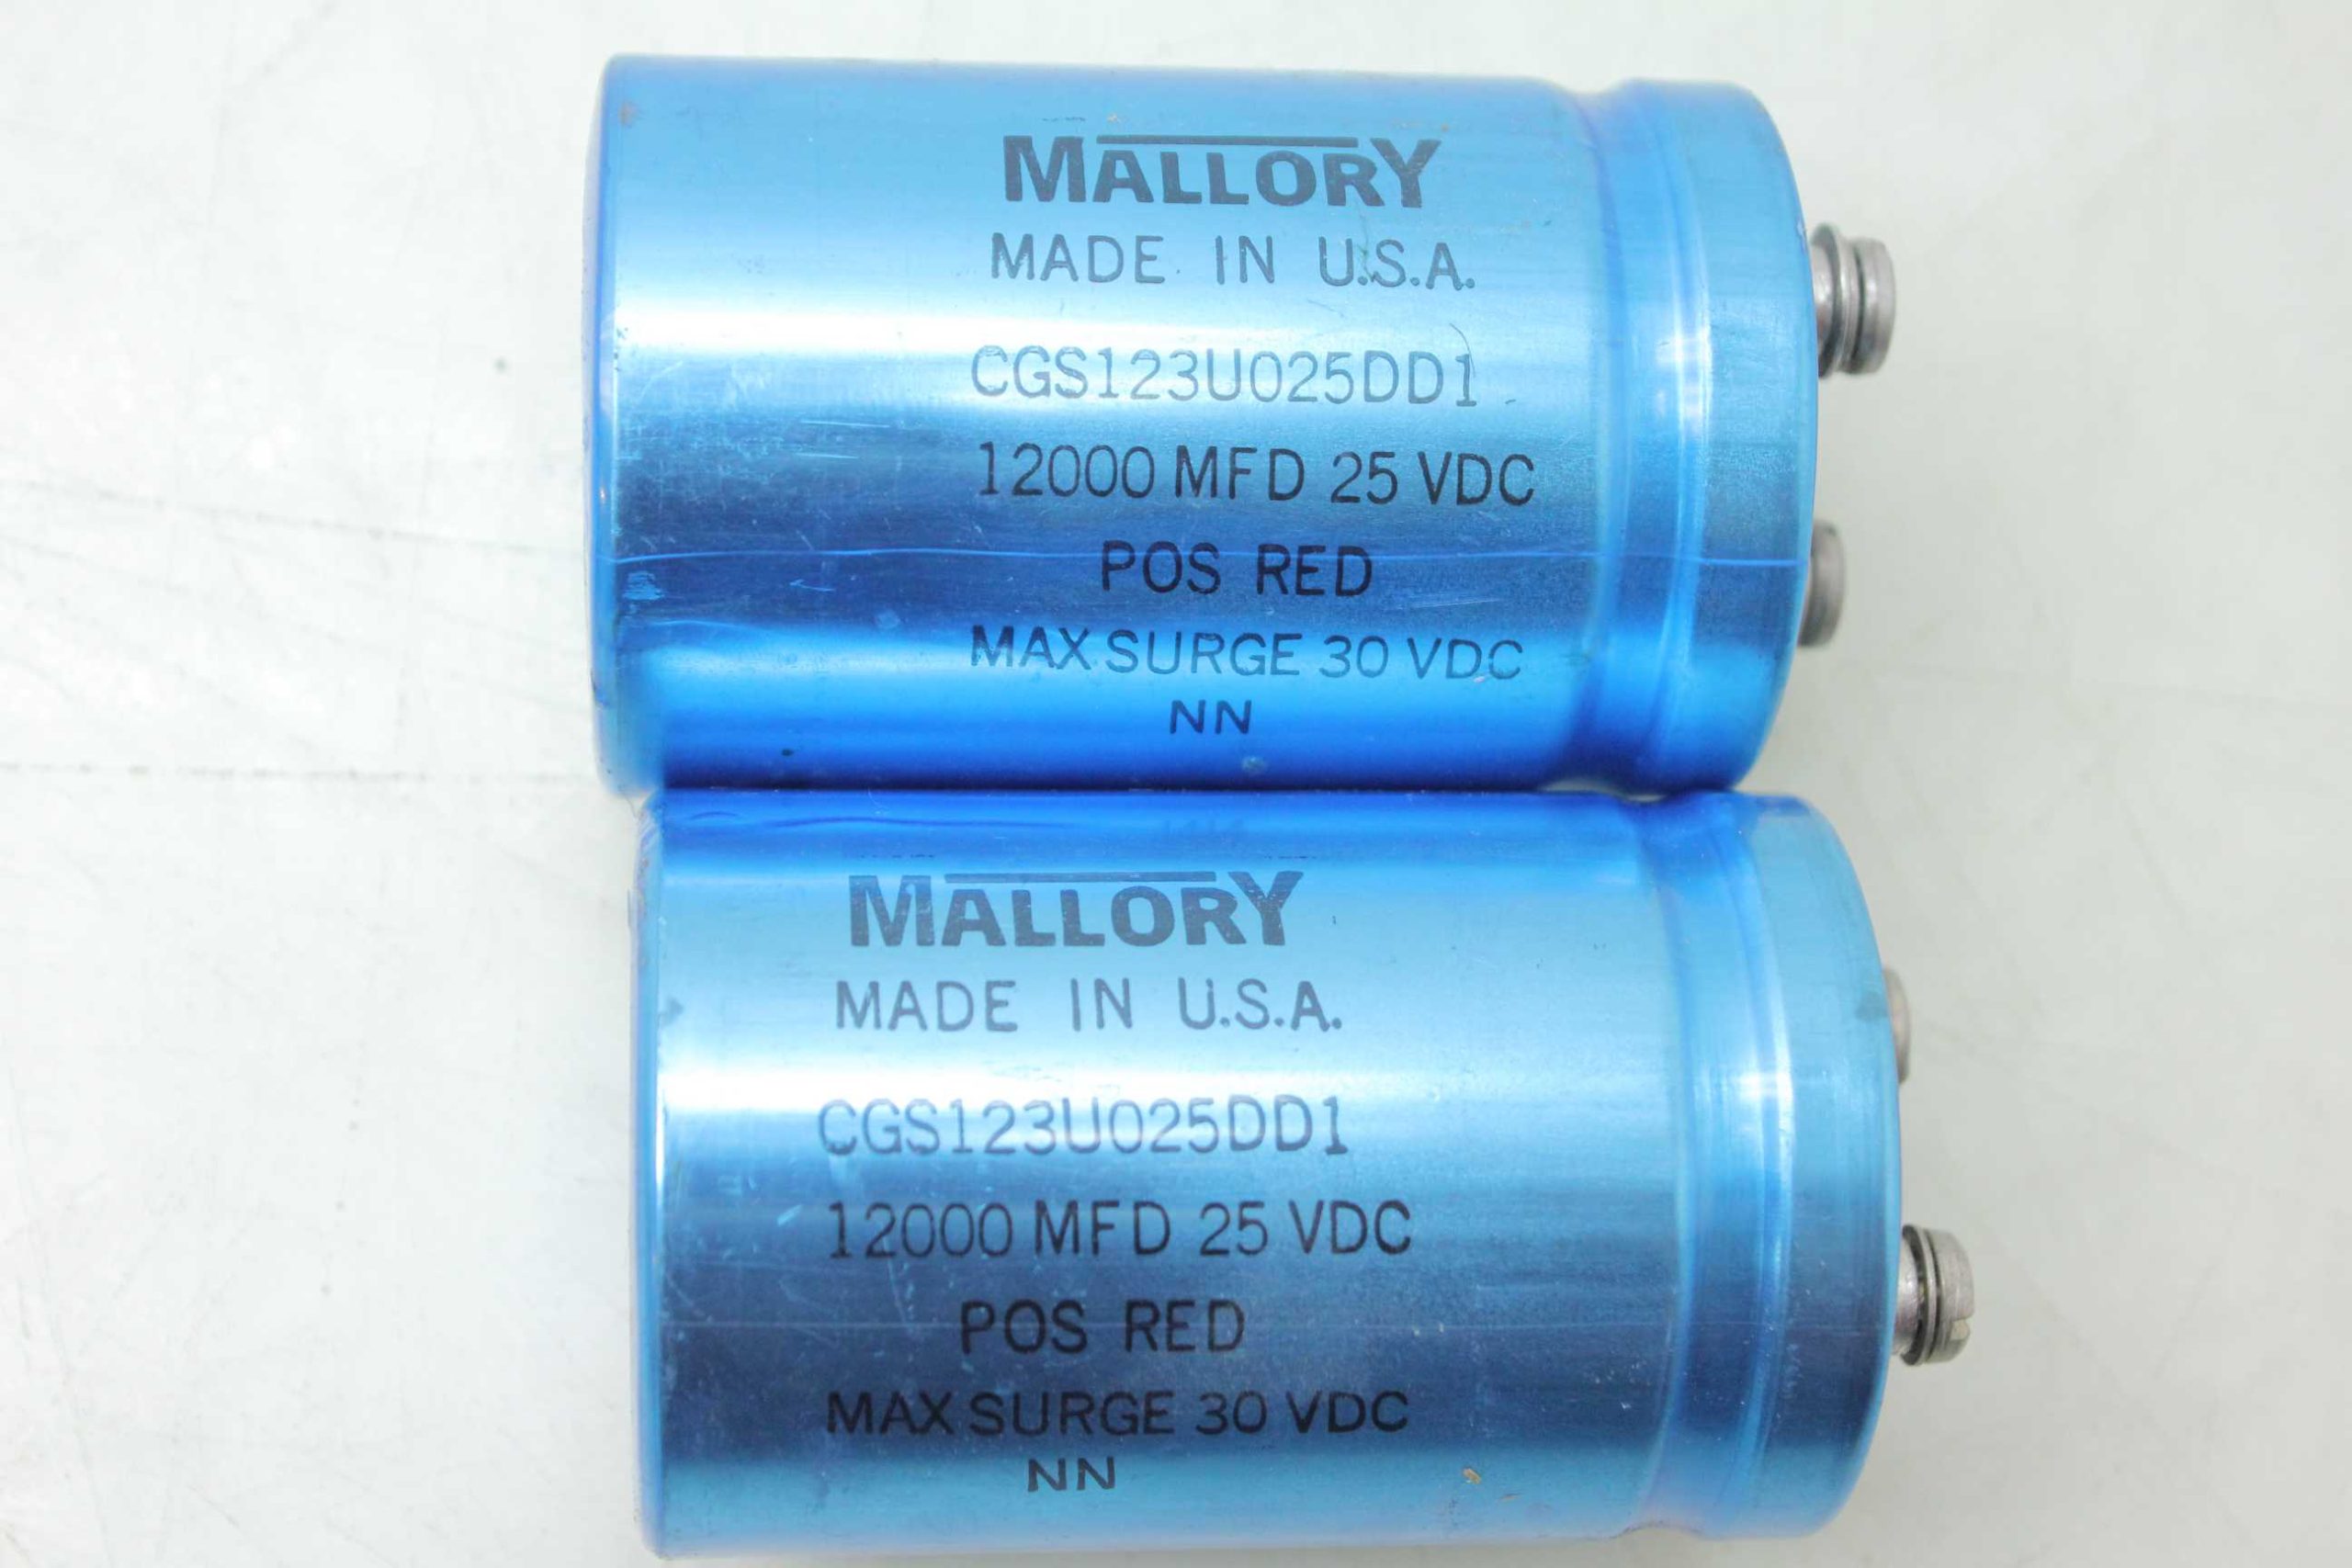 MALLORY
MADE IN U.S.A.
CGS123U025DD1
12000 MFD 25 VDC
POS RED
MAX SURGE 30 VDC
NN
MALLORY
MADE IN U.S.A.
CGS123U025DD1
12000 MFD 25 VDC
POS RED
MAX SURGE 30 VDC
NN